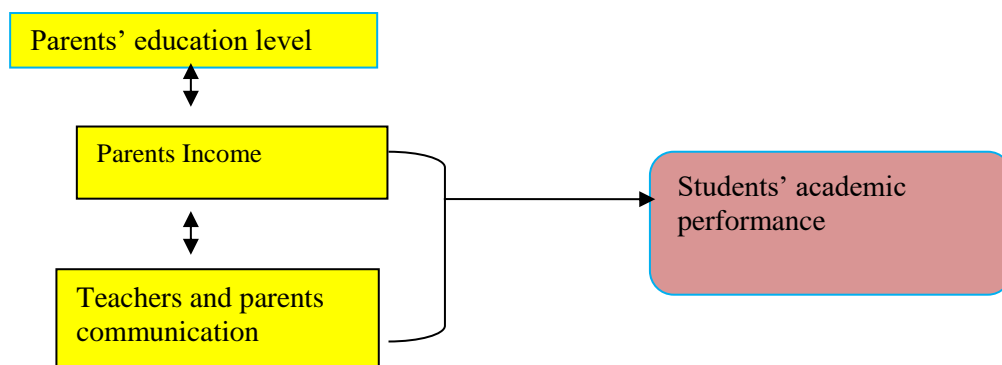 Parents’ education level
Parents Income
Students’ academic
performance
Teachers and parents
communication